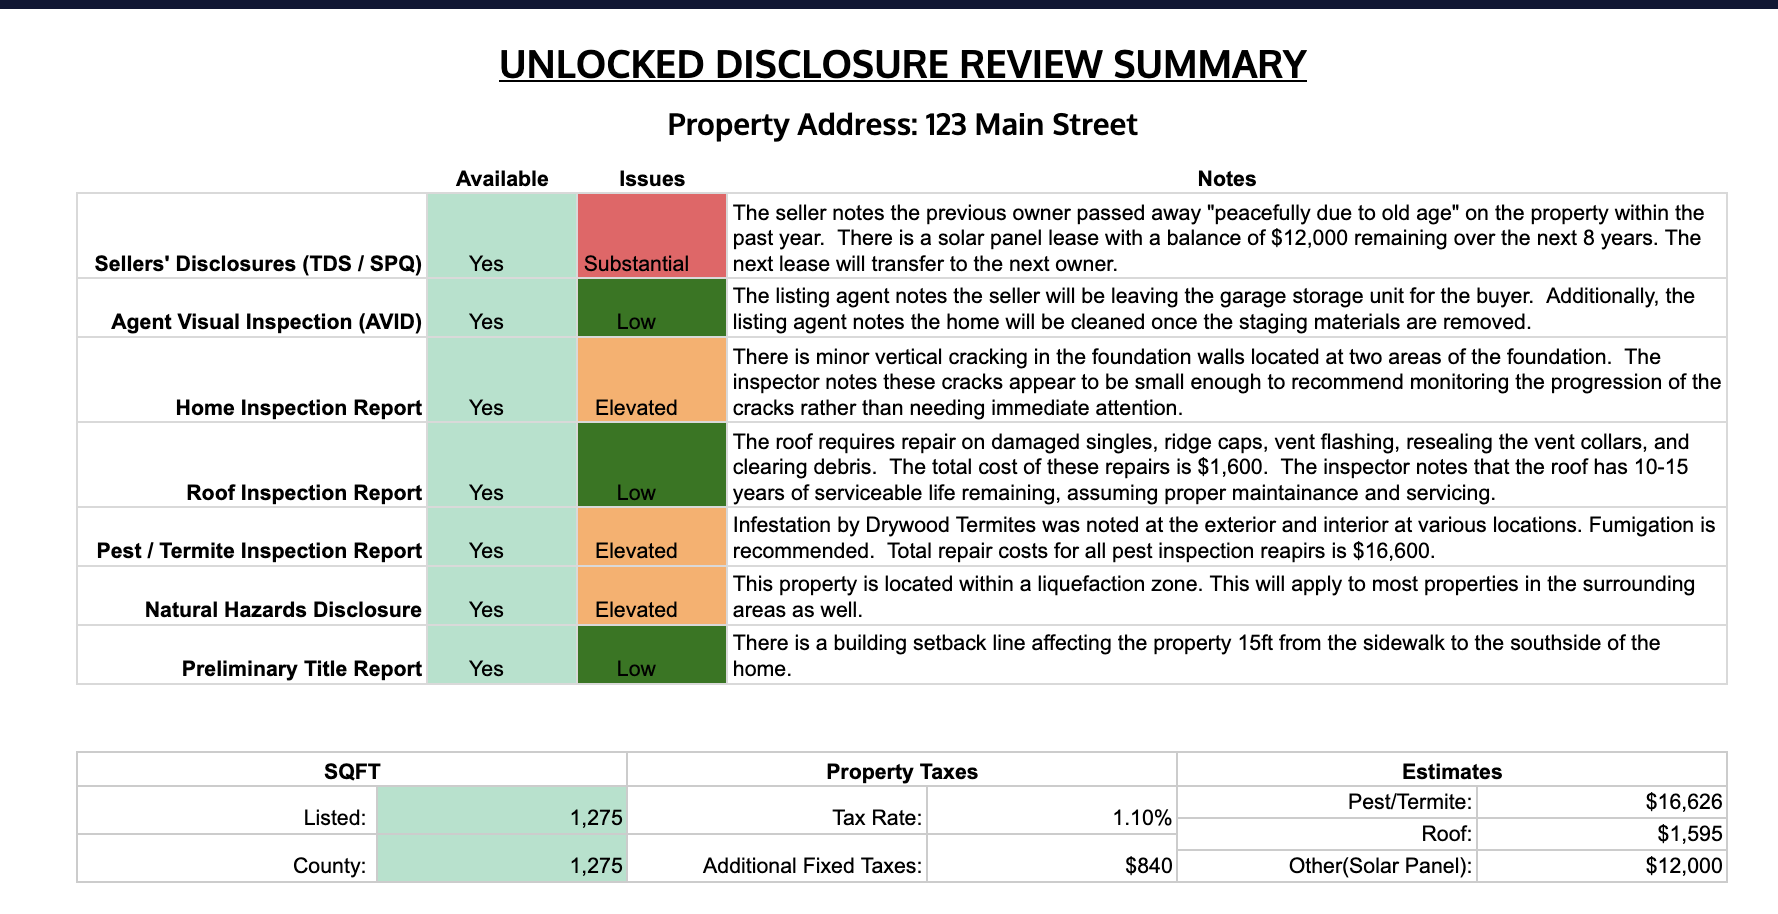 UNLOCKED DISCLOSURE REVIEW SUMMARY
Property Address: 123 Main Street
Available Issues Notes
Sellers' Disclosures (TDS / SPQ) Yes Substantial
The seller notes the previous owner passed away "peacefully due to old age" on the property within the
past year.  There is a solar panel lease with a balance of $12,000 remaining over the next 8 years. The
next lease will transfer to the next owner.
Agent Visual Inspection (AVID) Yes Low
The listing agent notes the seller will be leaving the garage storage unit for the buyer.  Additionally, the
listing agent notes the home will be cleaned once the staging materials are removed.
Home Inspection Report Yes Elevated
There is minor vertical cracking in the foundation walls located at two areas of the foundation.  The
inspector notes these cracks appear to be small enough to recommend monitoring the progression of the
cracks rather than needing immediate attention.
Roof Inspection Report Yes Low
The roof requires repair on damaged singles, ridge caps, vent flashing, resealing the vent collars, and
clearing debris.  The total cost of these repairs is $1,600.  The inspector notes that the roof has 10-15
years of serviceable life remaining, assuming proper maintainance and servicing.
Pest / Termite Inspection Report Yes Elevated
Infestation by Drywood Termites was noted at the exterior and interior at various locations. Fumigation is
recommended.  Total repair costs for all pest inspection reapirs is $16,600.
Natural Hazards Disclosure Yes Elevated
This property is located within a liquefaction zone. This will apply to most properties in the surrounding
areas as well.
Preliminary Title Report Yes Low
There is a building setback line affecting the property 15ft from the sidewalk to the southside of the
home.
SQFT
Listed: 1,275
County: 1,275
Property Taxes
Tax Rate: 1.10%
Additional Fixed Taxes: $840
Estimates
Pest/Termite: $16,626
Roof: $1,595
Other(Solar Panel): $12,000